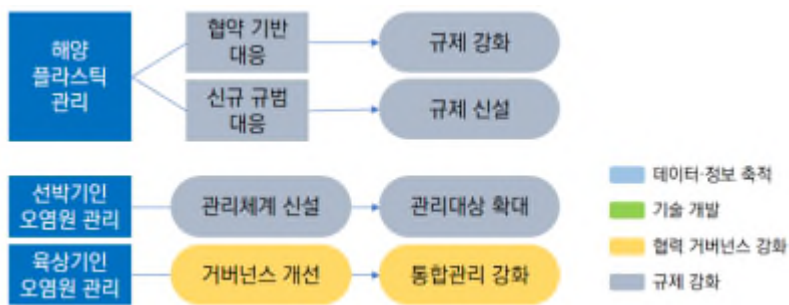 해양
플라스틱
관리
협약 기반
대응
규제 강화
신규 규범
대응
규제 신설
선박기인
오염원 관리
관리체계 신설
관리대상 확대
육상기인
오염원 관리
거버넌스 개선
통합관리 강화
데이터·정보 축적
기술 개발
협력 거버넌스 강화
규제 강화